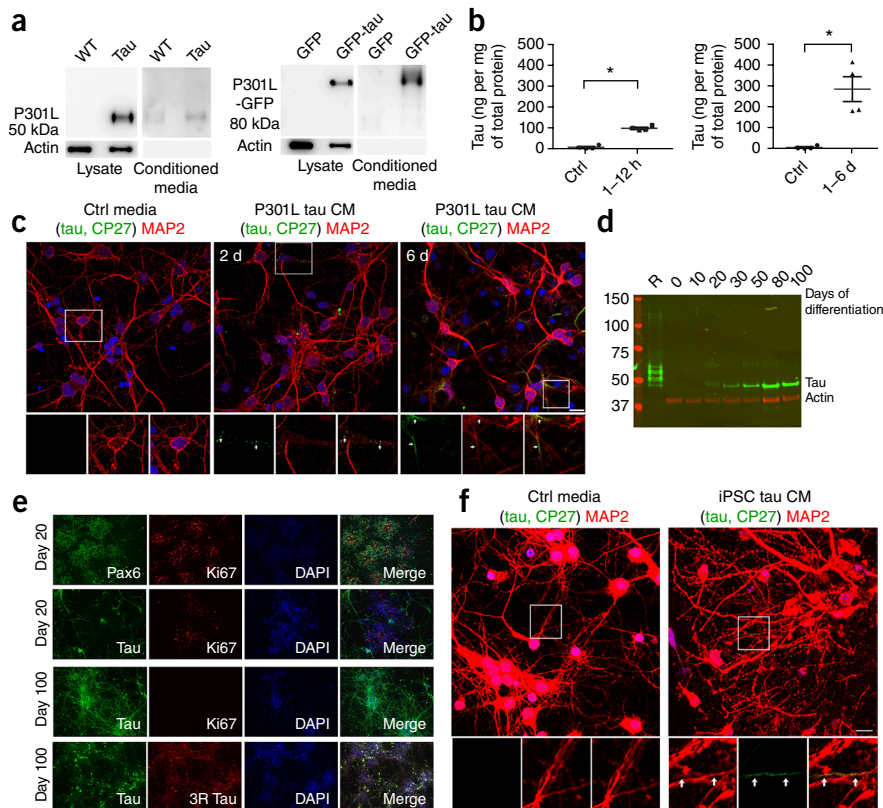 a
WT Tau WT Tau
P301L
50 kDa
Actin
Lysate Conditioned
media
GFP GFP-tau GFP GFP-tau
P301L
-GFP
80 kDa
Actin
Lysate Conditioned
media
b
Tau (ng per mg
of total protein)
500
400
300
200
100
0
*
Ctrl 1–12 h
Tau (ng per mg
of total protein)
500
400
300
200
100
0
*
Ctrl 1–6 d
c
Ctrl media
(tau, CP27) MAP2
P301L tau CM
(tau, CP27) MAP2
2 d
P301L tau CM
(tau, CP27) MAP2
6 d
d
R 0 10 20 30 50 80 100
Days of
differentiation
150
100
75
50
37
Tau
Actin
e
Day 20
Pax6 Ki67 DAPI Merge
Day 20
Tau Ki67 DAPI Merge
Day 100
Tau Ki67 DAPI Merge
Day 100
Tau 3R Tau DAPI Merge
f
Ctrl media
(tau, CP27) MAP2
iPSC tau CM
(tau, CP27) MAP2